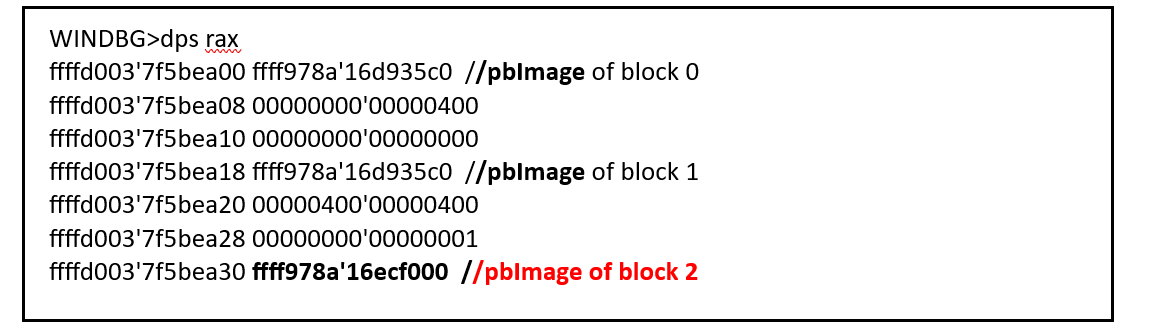 WINDBG>dps rax
ffffd003'7f5bea00 ffff978a'16d935c0 //pbImage of block 0
ffffd003'7f5bea08 00000000'00000400
ffffd003'7f5bea10 00000000'00000000
ffffd003'7f5bea18 ffff978a'16d935c0 //pbImage of block 1
ffffd003'7f5bea20 00000400'00000400
ffffd003'7f5bea28 00000000'00000001
ffffd003'7f5bea30 ffff978a'16ecf000 //pbImage of block 2